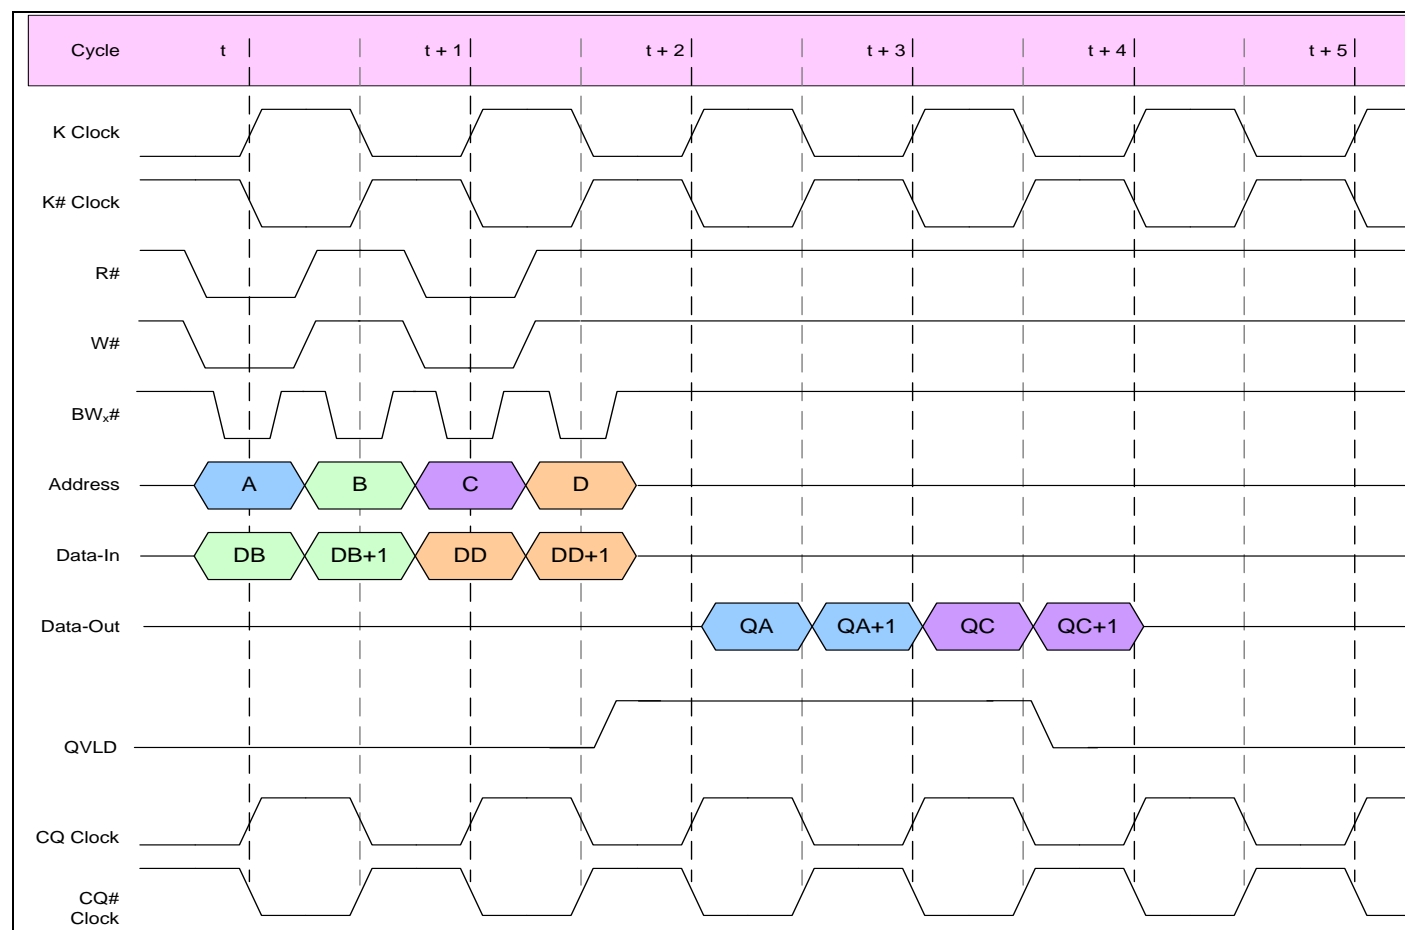 Cycle t t + 1 t + 2 t + 3 t + 4 t + 5
K Clock
K# Clock
R#
W#
BWₓ#
Address A B C D
Data-In DB DB+1 DD DD+1
Data-Out QA QA+1 QC QC+1
QVLD
CQ Clock
CQ#
Clock